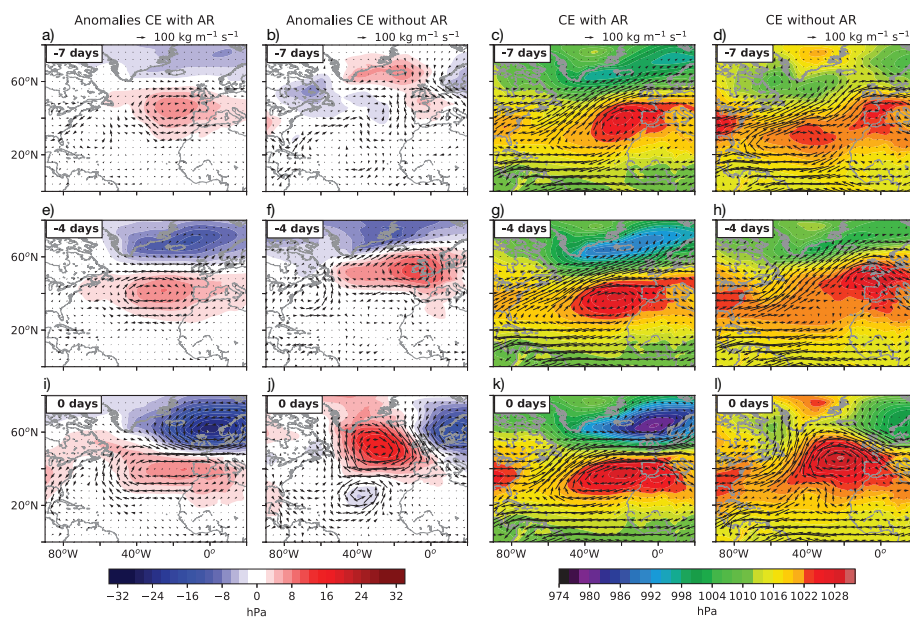 Anomalies CE with AR
Anomalies CE without AR
CE with AR
CE without AR
a)
→ 100 kg m⁻¹ s⁻¹
b)
→ 100 kg m⁻¹ s⁻¹
c)
→ 100 kg m⁻¹ s⁻¹
d)
→ 100 kg m⁻¹ s⁻¹
-7 days
-7 days
-7 days
-7 days
60°N
20°N
e)
f)
g)
h)
-4 days
-4 days
-4 days
-4 days
60°N
20°N
i)
j)
k)
l)
0 days
0 days
0 days
0 days
60°N
20°N
80°W 40°W 0°
80°W 40°W 0°
80°W 40°W 0°
80°W 40°W 0°
−32 −24 −16 −8 0 8 16 24 32
hPa
974 980 986 992 998 1004 1010 1016 1022 1028
hPa